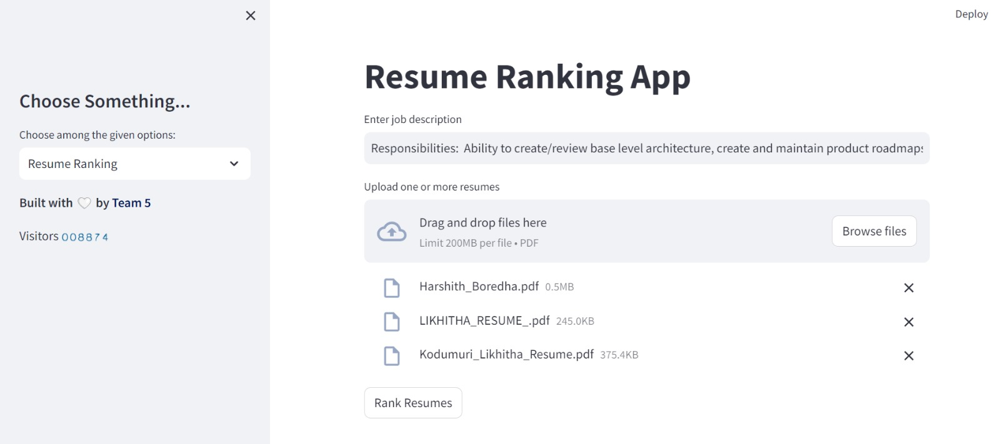 Deploy
Choose Something...
Choose among the given options:
Resume Ranking
Built with by Team 5
Visitors 008874
Resume Ranking App
Enter job description
Responsibilities: Ability to create/review base level architecture, create and maintain product roadmaps
Upload one or more resumes
Drag and drop files here
Limit 200MB per file • PDF
Browse files
Harshith_Boredha.pdf 0.5MB
LIKHITHA_RESUME_.pdf 245.0KB
Kodumuri_Likhitha_Resume.pdf 375.4KB
Rank Resumes